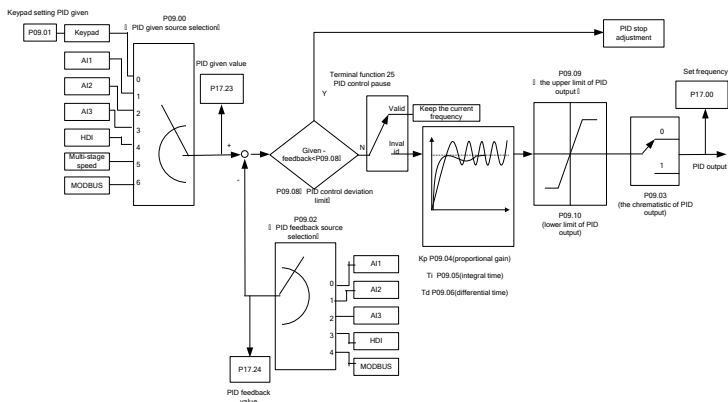 Keypad setting PID given
P09.01
Keypad
AI1
AI2
AI3
HDI
Multi-stage
speed
MODBUS
P09.00
PID given source selection
0
1
2
3
4
5
6
PID given value
P17.23
+
-
Given -
feedback<P09.08
P09.08 PID control deviation
limit
Y
N
PID stop
adjustment
Terminal function 25
PID control pause
Valid
Inval
id
Keep the current
frequency
Kp P09.04(proportional gain)
Ti P09.05(integral time)
Td P09.06(differential time)
P09.09
the upper limit of PID
output
P09.10
(lower limit of PID
output)
0
1
P09.03
(the chrematistic of PID
output)
Set frequency
P17.00
PID output
P09.02
PID feedback source
selection
0
1
2
3
4
AI1
AI2
AI3
HDI
MODBUS
P17.24
PID feedback
value